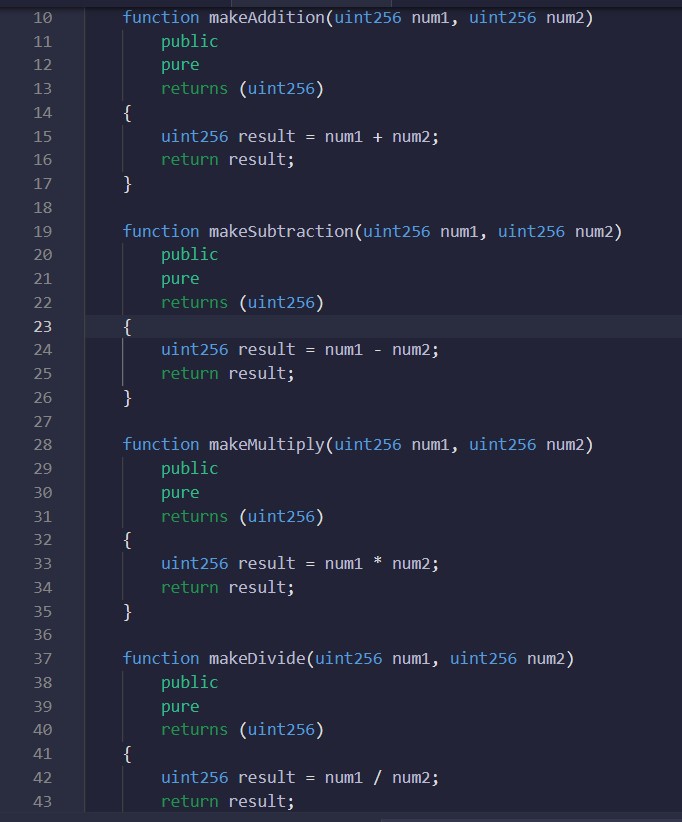 10 function makeAddition(uint256 num1, uint256 num2)
11 public
12 pure
13 returns (uint256)
14 {
15 uint256 result = num1 + num2;
16 return result;
17 }
18
19 function makeSubtraction(uint256 num1, uint256 num2)
20 public
21 pure
22 returns (uint256)
23 {
24 uint256 result = num1 - num2;
25 return result;
26 }
27
28 function makeMultiply(uint256 num1, uint256 num2)
29 public
30 pure
31 returns (uint256)
32 {
33 uint256 result = num1 * num2;
34 return result;
35 }
36
37 function makeDivide(uint256 num1, uint256 num2)
38 public
39 pure
40 returns (uint256)
41 {
42 uint256 result = num1 / num2;
43 return result;